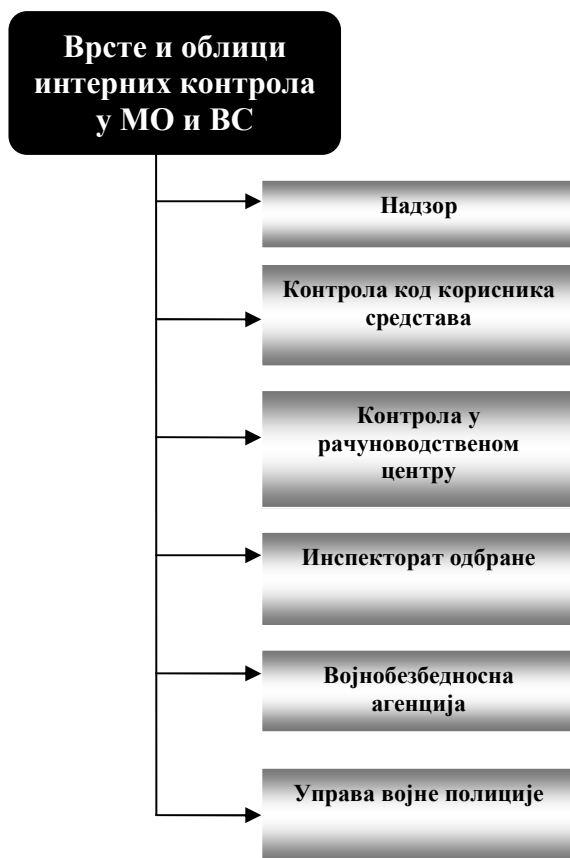 Врсте и облици
интерних контрола
у МО и ВС
Надзор
Контрола код корисника
средстава
Контрола у
рачуноводственом
центру
Инспекторат одбране
Војнобезбедносна
агенција
Управа војне полиције